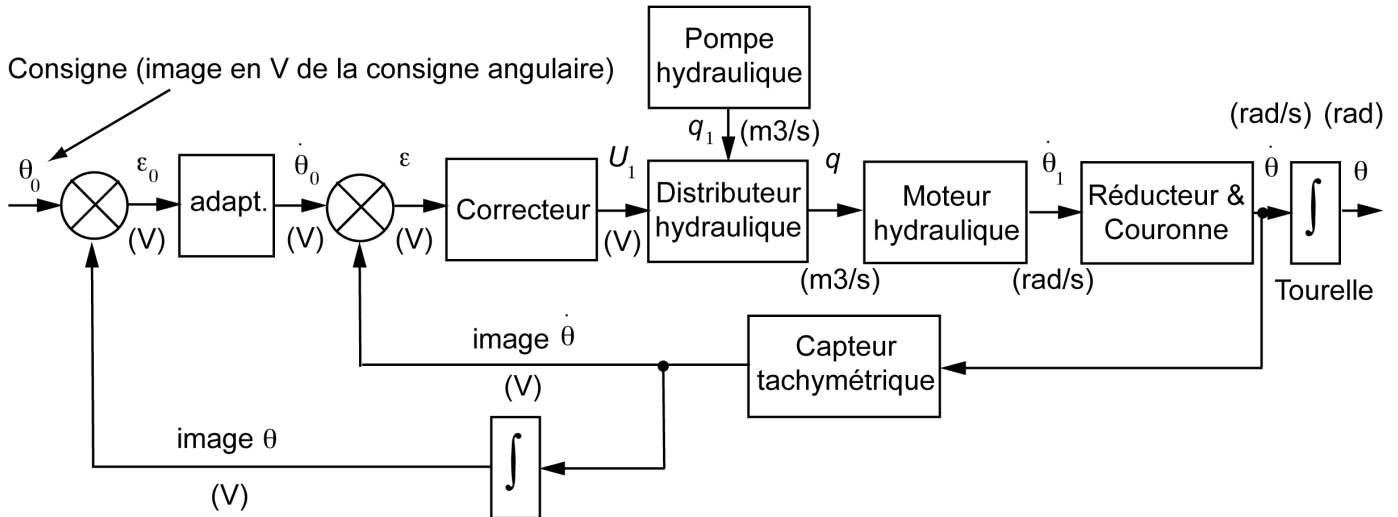 Pompe
hydraulique
Consigne (image en V de la consigne angulaire)
q₁ (m3/s)
(rad/s) (rad)
θ₀
ε₀
(V)
adapt.
θ̇₀
(V)
ε
(V)
Correcteur
U₁
(V)
Distributeur
hydraulique
q
(m3/s)
Moteur
hydraulique
θ̇₁
(rad/s)
Réducteur &
Couronne
θ̇
∫
θ
Tourelle
image θ̇
(V)
Capteur
tachymétrique
image θ
(V)
∫